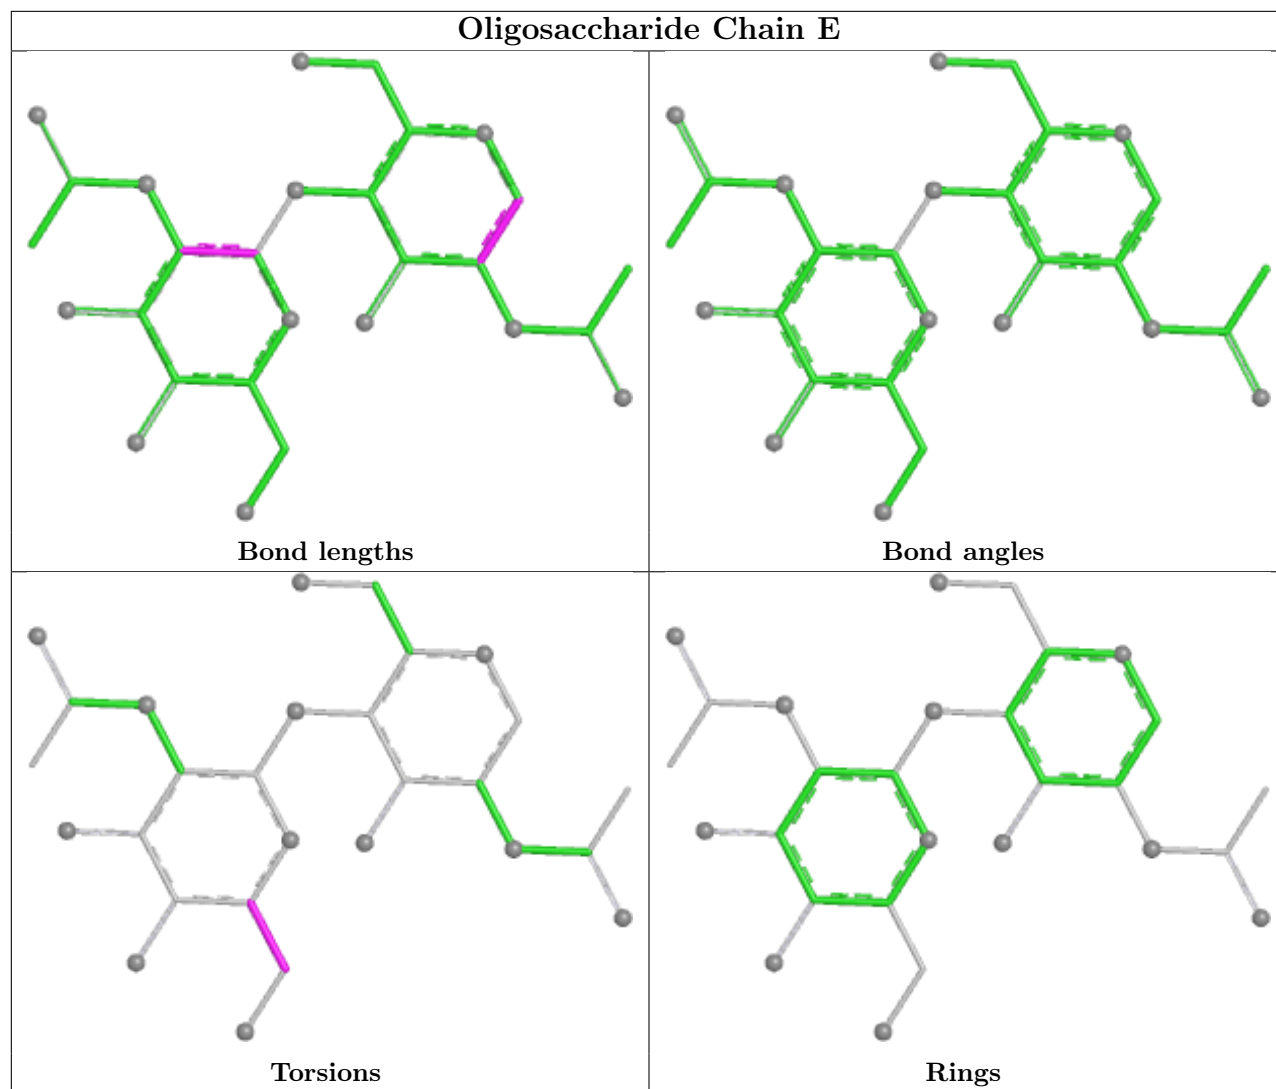 Oligosaccharide Chain E
Bond lengths
Bond angles
Torsions
Rings